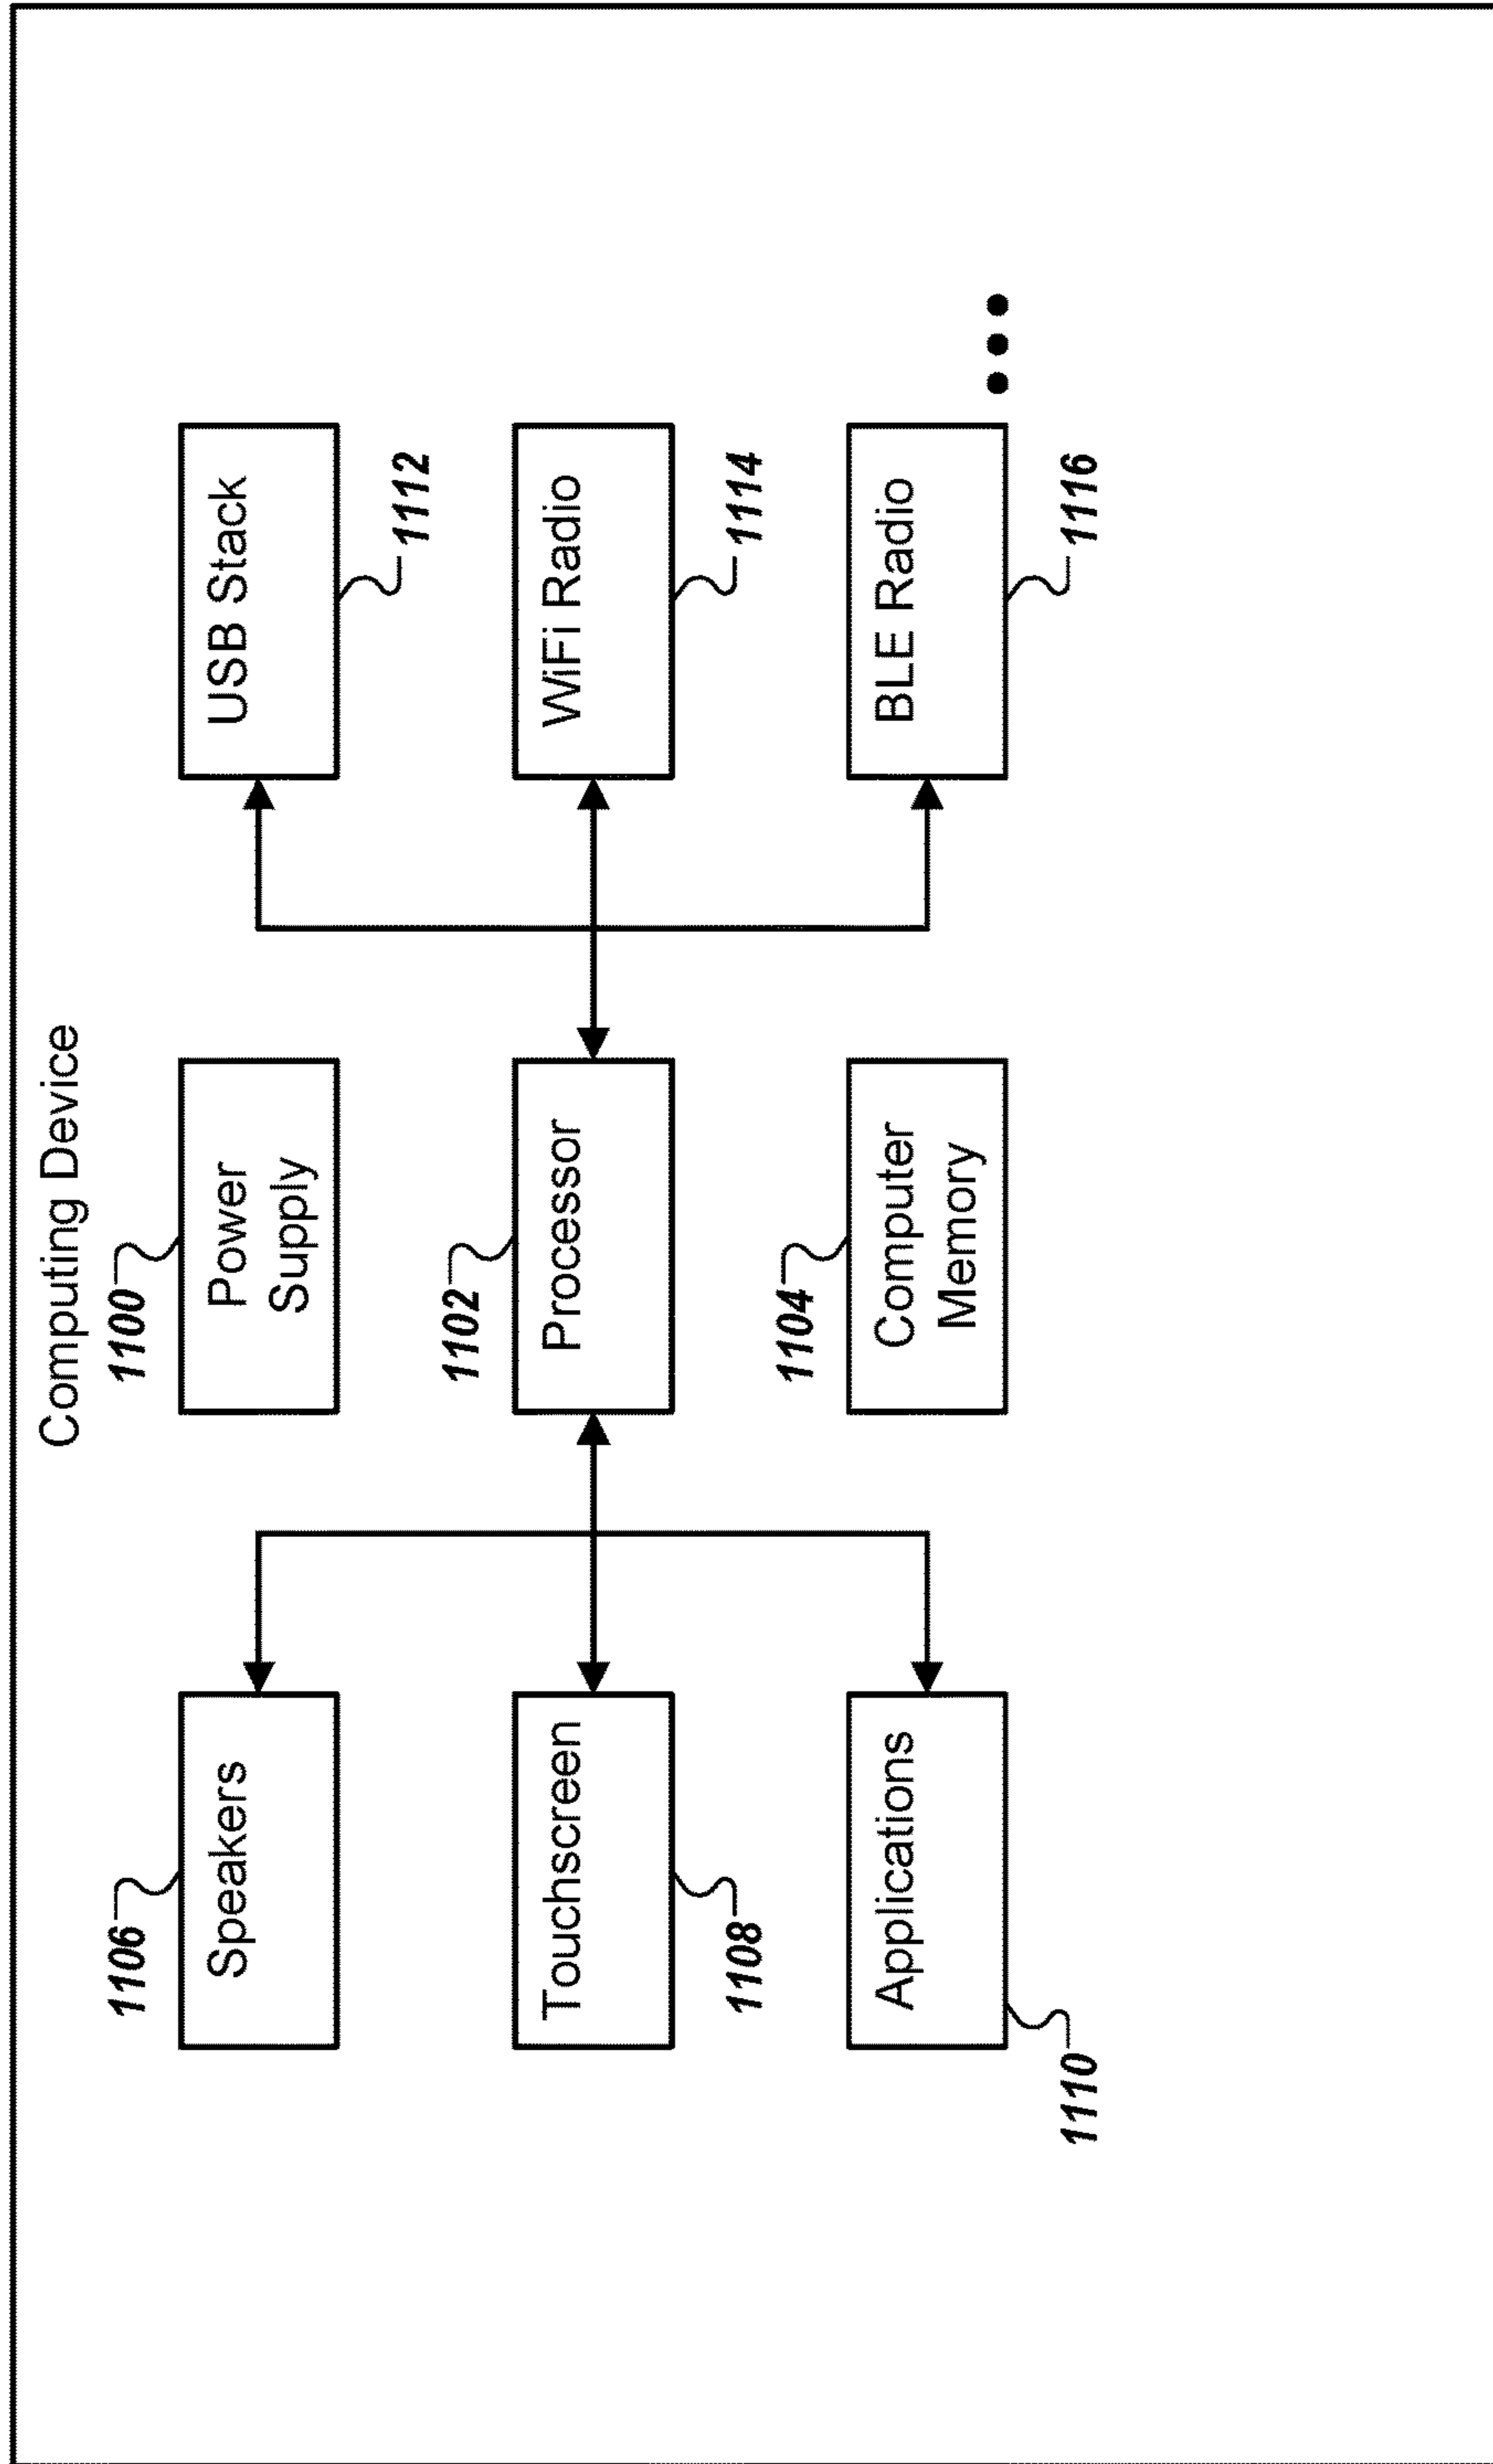 Computing Device
1106
Speakers
1108
Touchscreen
1110
Applications
1100
Power
Supply
1102
Processor
1104
Computer
Memory
USB Stack
1112
WiFi Radio
1114
BLE Radio
1116